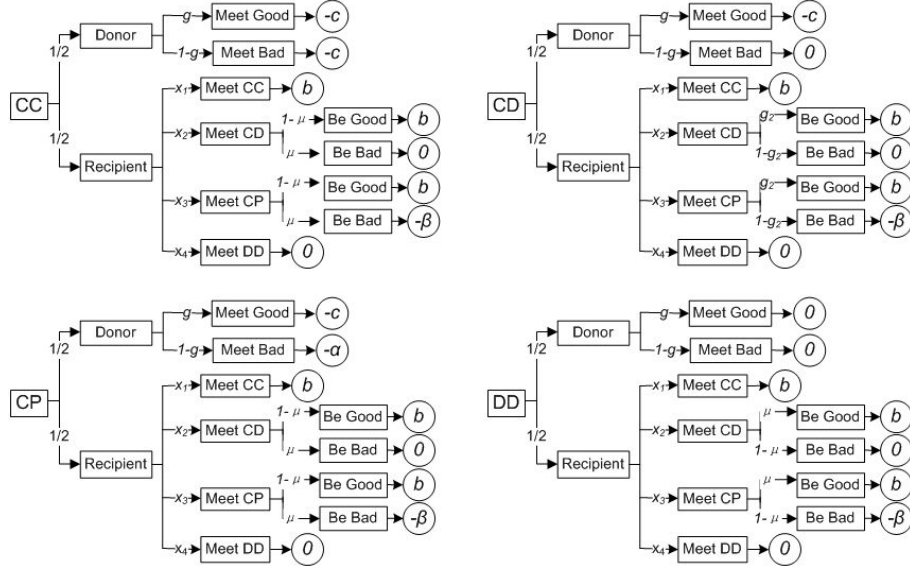 CC
1/2
Donor
g
Meet Good
-c
1-g
Meet Bad
-c
1/2
Recipient
x1
Meet CC
b
x2
Meet CD
1-μ
Be Good
b
μ
Be Bad
0
x3
Meet CP
1-μ
Be Good
b
μ
Be Bad
-β
x4
Meet DD
0
CD
1/2
Donor
g
Meet Good
-c
1-g
Meet Bad
0
1/2
Recipient
x1
Meet CC
b
x2
Meet CD
g2
Be Good
b
1-g2
Be Bad
0
x3
Meet CP
g2
Be Good
b
1-g2
Be Bad
-β
x4
Meet DD
0
CP
1/2
Donor
g
Meet Good
-c
1-g
Meet Bad
-α
1/2
Recipient
x1
Meet CC
b
x2
Meet CD
1-μ
Be Good
b
μ
Be Bad
0
x3
Meet CP
1-μ
Be Good
b
μ
Be Bad
-β
x4
Meet DD
0
DD
1/2
Donor
g
Meet Good
0
1-g
Meet Bad
0
1/2
Recipient
x1
Meet CC
b
x2
Meet CD
μ
Be Good
b
1-μ
Be Bad
0
x3
Meet CP
μ
Be Good
b
1-μ
Be Bad
-β
x4
Meet DD
0